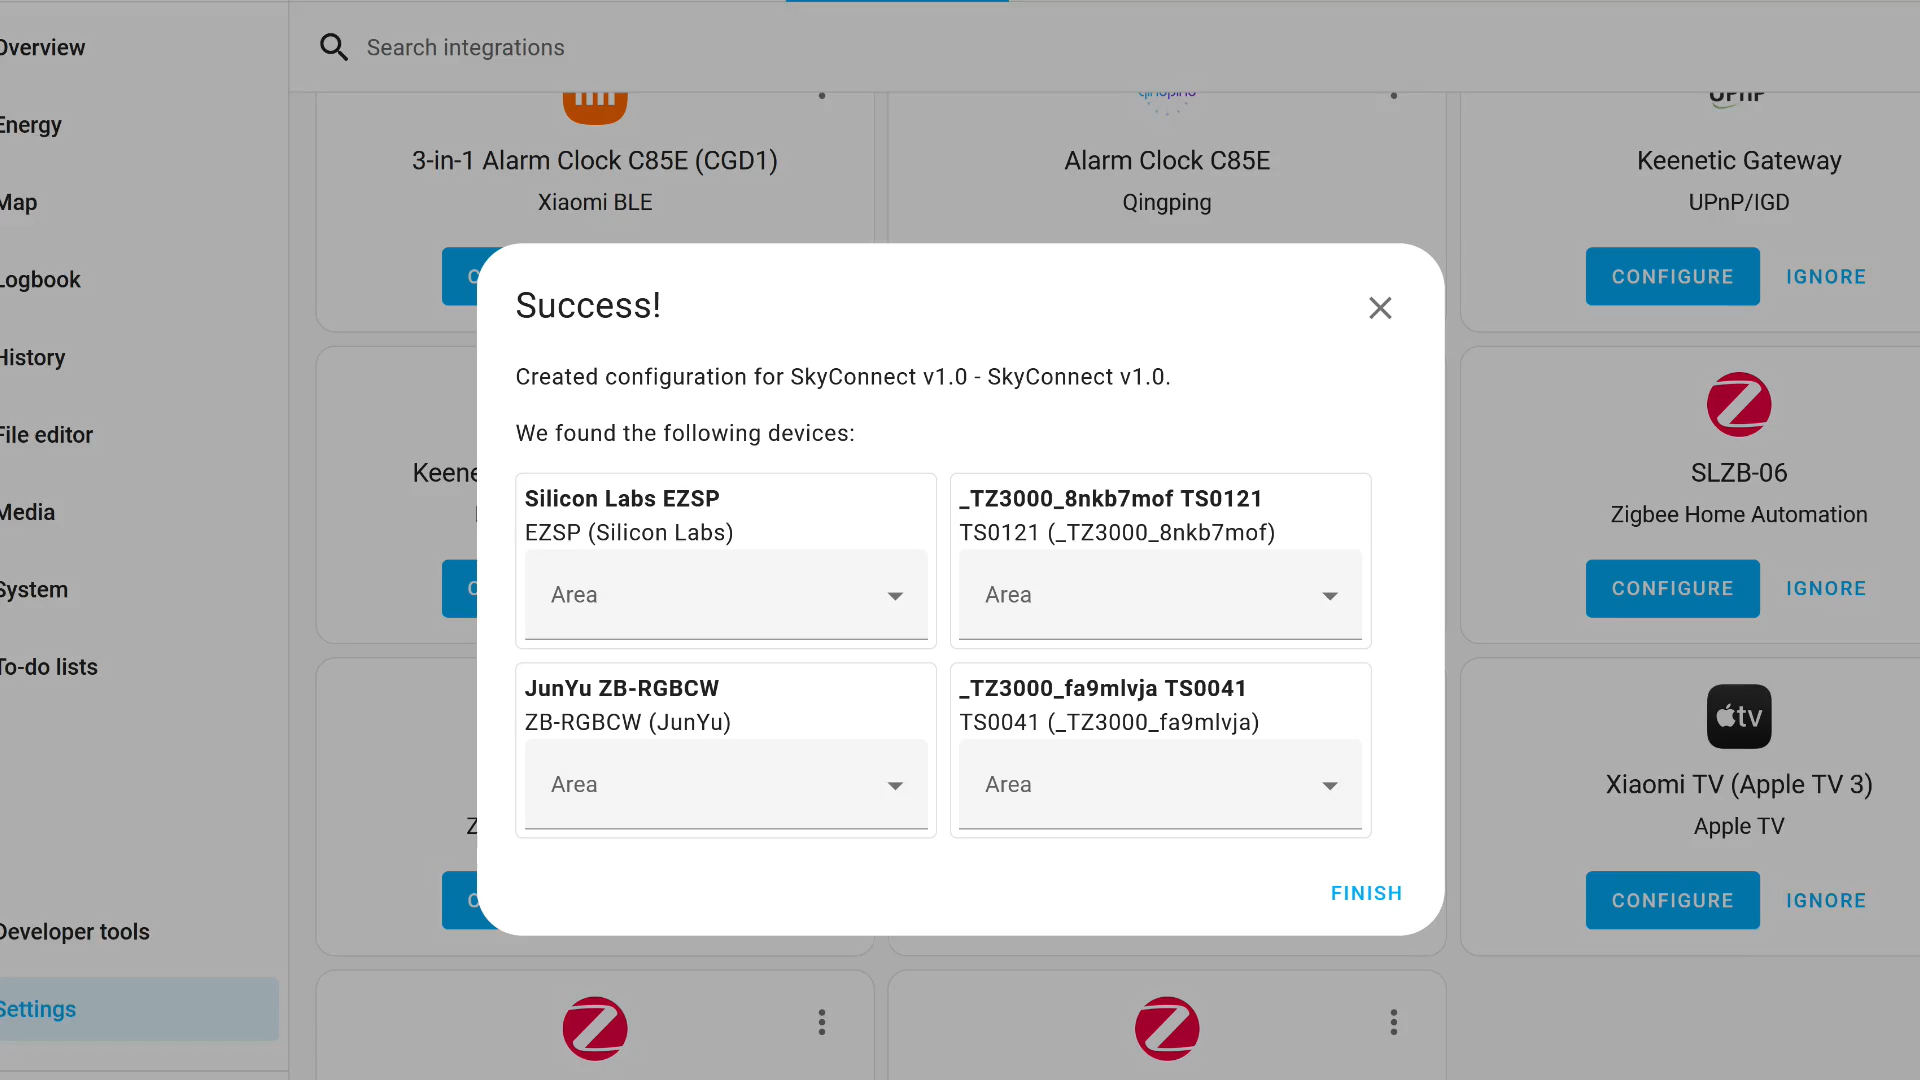 Overview
Energy
Map
Logbook
History
File editor
Media
System
To-do lists
Developer tools
Settings
Search integrations
3-in-1 Alarm Clock C85E (CGD1)
Xiaomi BLE
Alarm Clock C85E
Qingping
UPnP
Keenetic Gateway
UPnP/IGD
CONFIGURE IGNORE
Success!
Created configuration for SkyConnect v1.0 - SkyConnect v1.0.
We found the following devices:
Silicon Labs EZSP
EZSP (Silicon Labs)
Area
_TZ3000_8nkb7mof TS0121
TS0121 (_TZ3000_8nkb7mof)
Area
JunYu ZB-RGBCW
ZB-RGBCW (JunYu)
Area
_TZ3000_fa9mlvja TS0041
TS0041 (_TZ3000_fa9mlvja)
Area
FINISH
SLZB-06
Zigbee Home Automation
CONFIGURE IGNORE
tv
Xiaomi TV (Apple TV 3)
Apple TV
CONFIGURE IGNORE